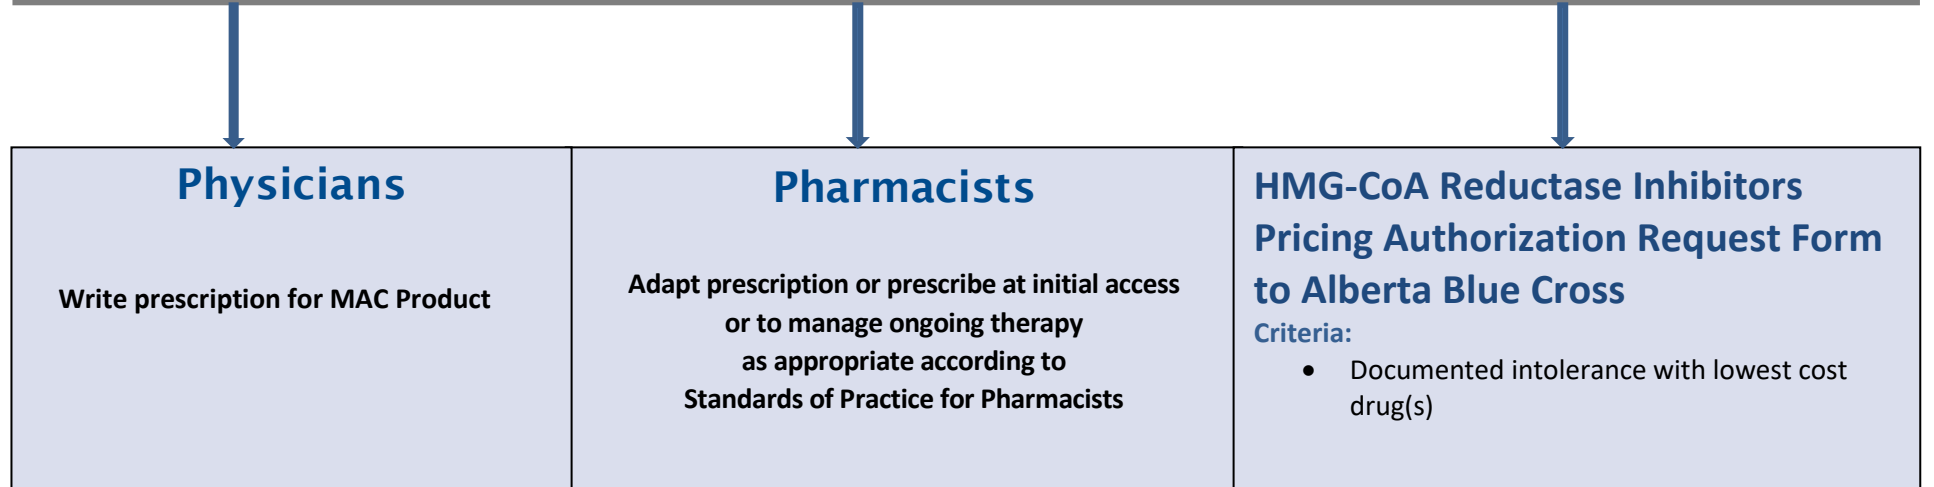 Physicians
Write prescription for MAC Product
Pharmacists
Adapt prescription or prescribe at initial access
or to manage ongoing therapy
as appropriate according to
Standards of Practice for Pharmacists
HMG-CoA Reductase Inhibitors
Pricing Authorization Request Form
to Alberta Blue Cross
Criteria:
• Documented intolerance with lowest cost
drug(s)